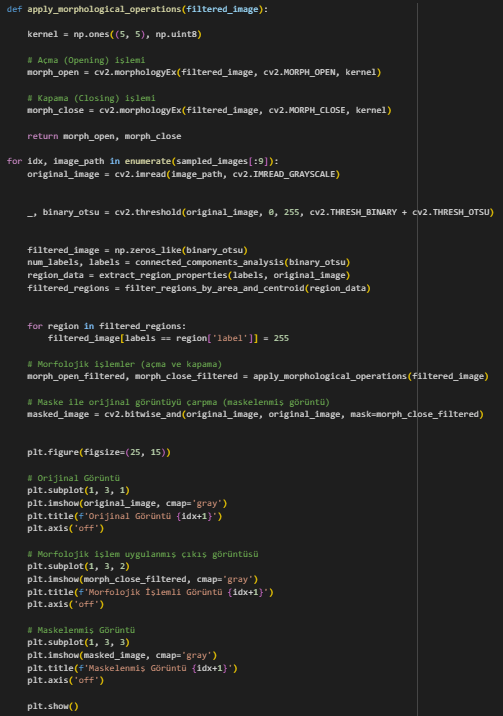 def apply_morphological_operations(filtered_image):
    kernel = np.ones((5, 5), np.uint8)
    # Açma (Opening) işlemi
    morph_open = cv2.morphologyEx(filtered_image, cv2.MORPH_OPEN, kernel)
    # Kapama (Closing) işlemi
    morph_close = cv2.morphologyEx(filtered_image, cv2.MORPH_CLOSE, kernel)
    return morph_open, morph_close
for idx, image_path in enumerate(sampled_images[:9]):
    original_image = cv2.imread(image_path, cv2.IMREAD_GRAYSCALE)
    _, binary_otsu = cv2.threshold(original_image, 0, 255, cv2.THRESH_BINARY + cv2.THRESH_OTSU)
    filtered_image = np.zeros_like(binary_otsu)
    num_labels, labels = connected_components_analysis(binary_otsu)
    region_data = extract_region_properties(labels, original_image)
    filtered_regions = filter_regions_by_area_and_centroid(region_data)
    for region in filtered_regions:
        filtered_image[labels == region['label']] = 255
    # Morfolojik işlemler (açma ve kapama)
    morph_open_filtered, morph_close_filtered = apply_morphological_operations(filtered_image)
    # Maske ile orijinal görüntüyü çarpma (maskelenmiş görüntü)
    masked_image = cv2.bitwise_and(original_image, original_image, mask=morph_close_filtered)
    plt.figure(figsize=(25, 15))
    # Orijinal Görüntü
    plt.subplot(1, 3, 1)
    plt.imshow(original_image, cmap='gray')
    plt.title(f'Orijinal Görüntü {idx+1}')
    plt.axis('off')
    # Morfolojik işlem uygulanmış çıkış görüntüsü
    plt.subplot(1, 3, 2)
    plt.imshow(morph_close_filtered, cmap='gray')
    plt.title(f'Morfolojik İşlemli Görüntü {idx+1}')
    plt.axis('off')
    # Maskelenmiş Görüntü
    plt.subplot(1, 3, 3)
    plt.imshow(masked_image, cmap='gray')
    plt.title(f'Maskelenmiş Görüntü {idx+1}')
    plt.axis('off')
    plt.show()